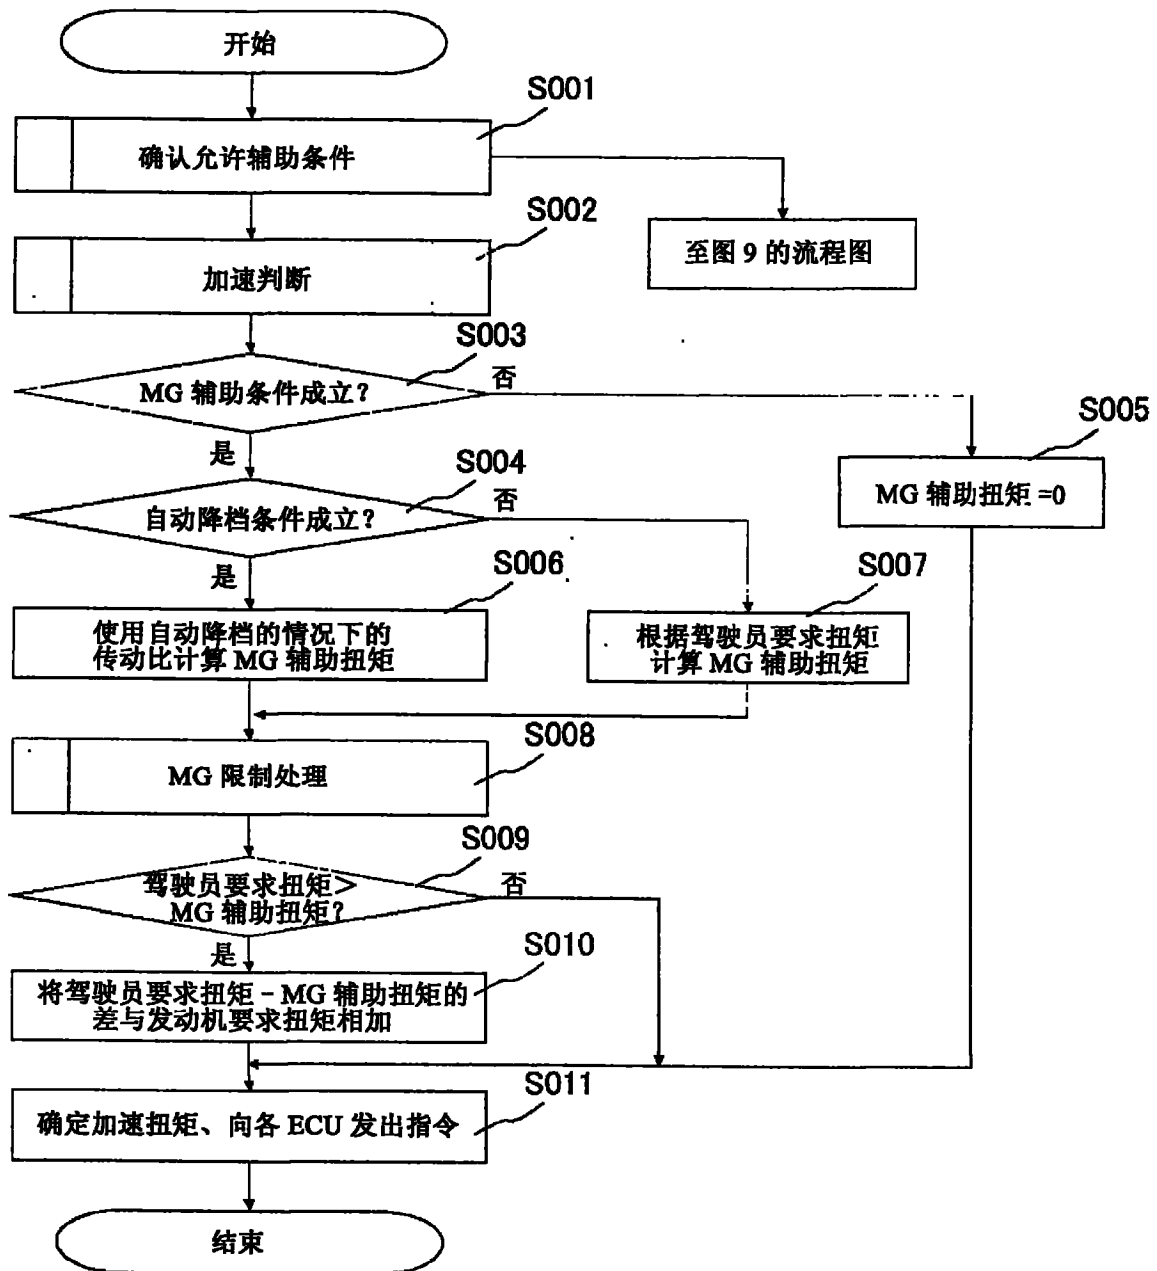 开始
S001
确认允许辅助条件
S002
至图 9 的流程图
加速判断
S003
MG 辅助条件成立?
否
S005
是
S004
MG 辅助扭矩 =0
自动降档条件成立?
否
是
S006
S007
使用自动降档的情况下的
传动比计算 MG 辅助扭矩
根据驾驶员要求扭矩
计算 MG 辅助扭矩
S008
MG 限制处理
S009
驾驶员要求扭矩>
MG 辅助扭矩?
否
是
S010
将驾驶员要求扭矩 - MG 辅助扭矩的
差与发动机要求扭矩相加
S011
确定加速扭矩、向各 ECU 发出指令
结束